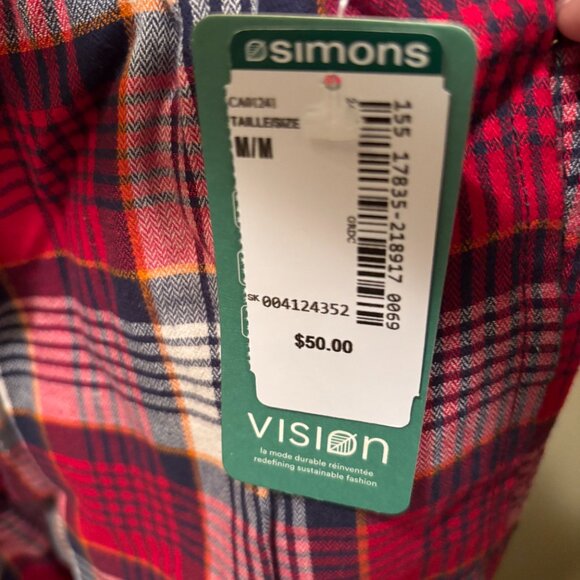 simons
CA01241
TAILLE/SIZE
M/M
155 17835-218917 0069
ORDC
SK 004124352
$50.00
VISION
la mode durable réinventée
redefining sustainable fashion